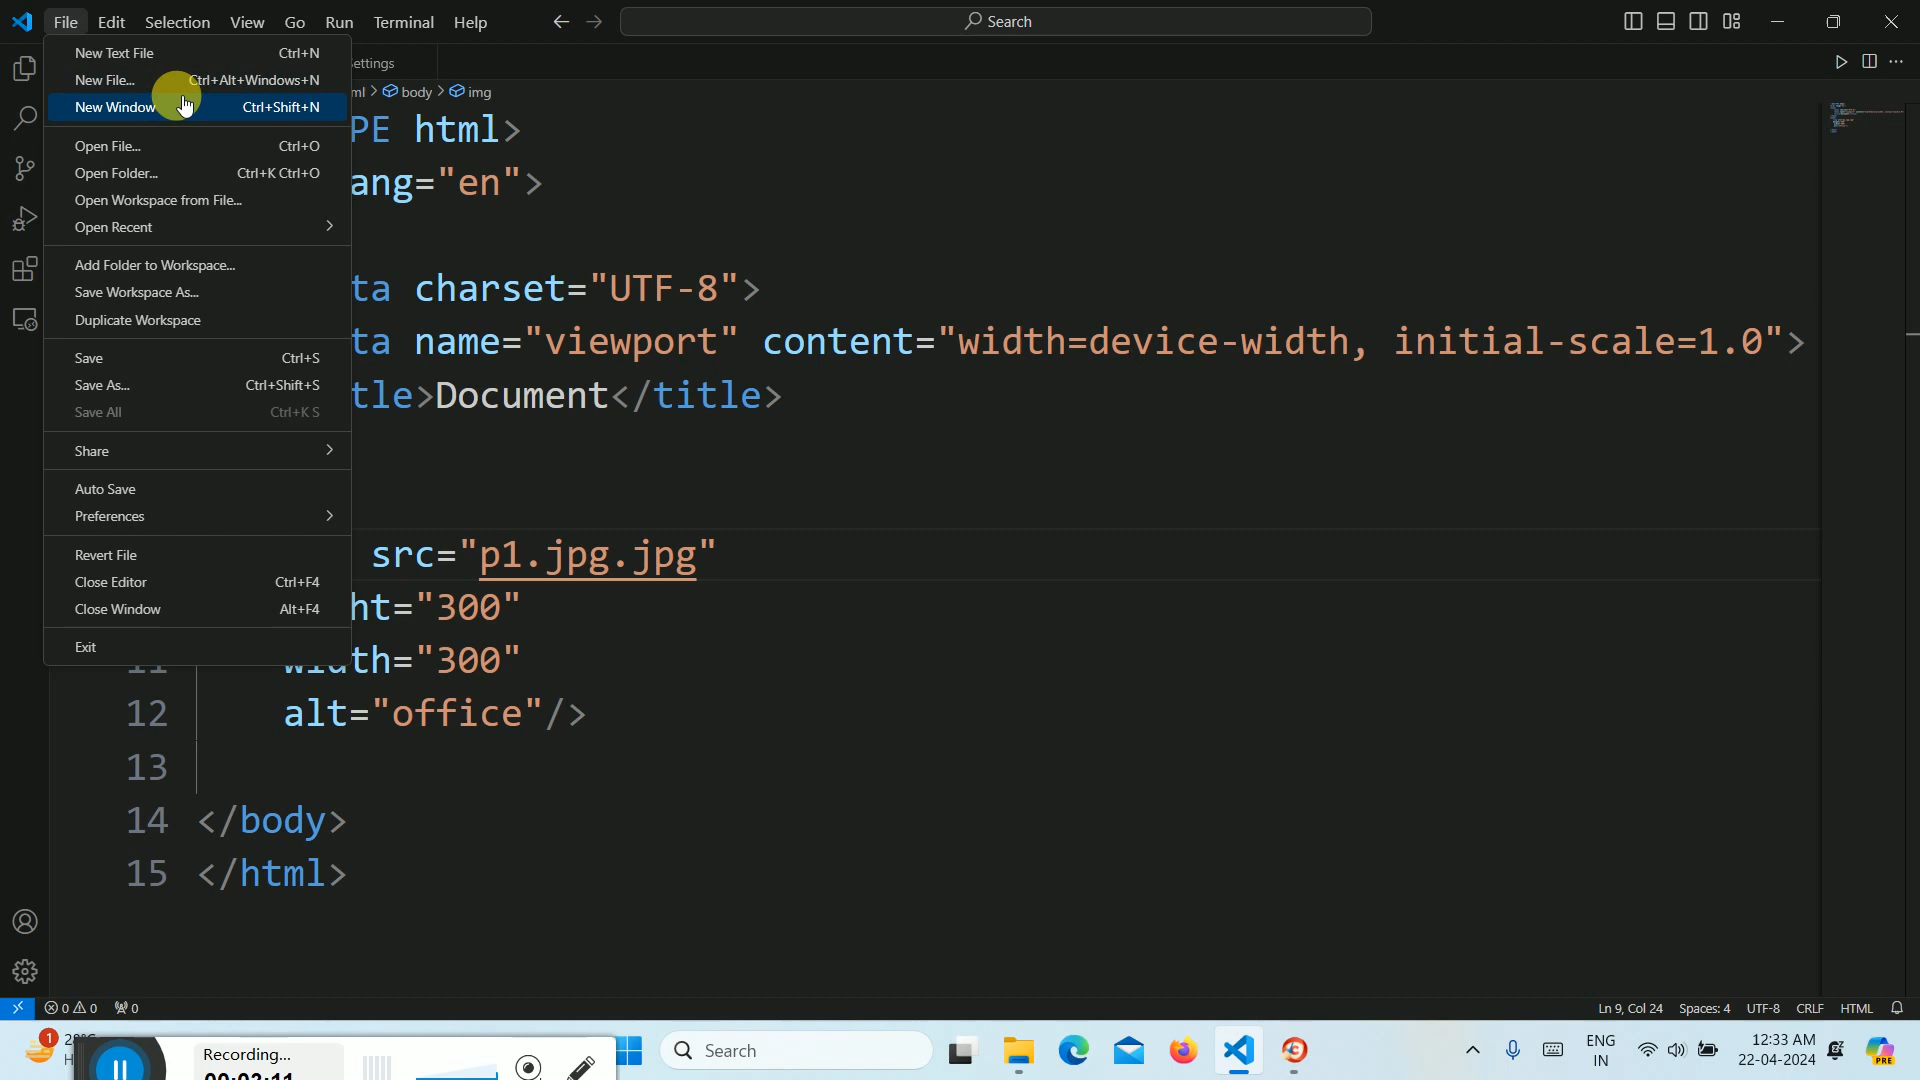 File Edit Selection View Go Run Terminal Help Search
New Text File Ctrl+N
New File... Ctrl+Alt+Windows+N
New Window Ctrl+Shift+N
Open File... Ctrl+O
Open Folder... Ctrl+K Ctrl+O
Open Workspace from File...
Open Recent
Add Folder to Workspace...
Save Workspace As...
Duplicate Workspace
Save Ctrl+S
Save As... Ctrl+Shift+S
Save All Ctrl+K S
Share
Auto Save
Preferences
Revert File
Close Editor Ctrl+F4
Close Window Alt+F4
Exit
ettings
ml > body > img
PE html>
ang="en">
ta charset="UTF-8">
ta name="viewport" content="width=device-width, initial-scale=1.0">
tle>Document</title>
src="p1.jpg.jpg"
ht="300"
width="300"
12 alt="office"/>
13
14 </body>
15 </html>
0 0 0 Ln 9, Col 24 Spaces: 4 UTF-8 CRLF HTML
1
Recording...
00:02:11
Search
ENG
IN
12:33 AM
22-04-2024
PRE